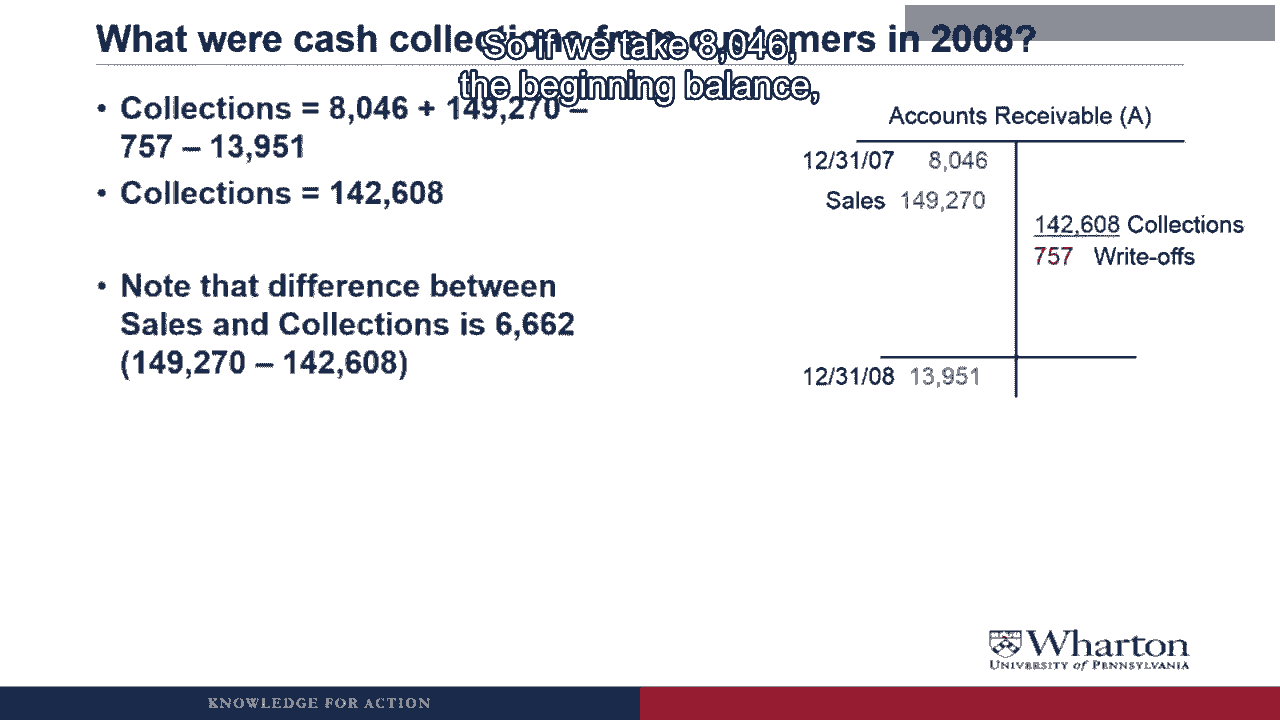 What were cash collections from customers in 2008?
So if we take 8,046,
the beginning balance,
• Collections = 8,046 + 149,270 –
757 – 13,951
• Collections = 142,608
• Note that difference between
Sales and Collections is 6,662
(149,270 – 142,608)
Accounts Receivable (A)
12/31/07 8,046
Sales 149,270
142,608 Collections
757 Write-offs
12/31/08 13,951
Wharton
UNIVERSITY of PENNSYLVANIA
KNOWLEDGE FOR ACTION